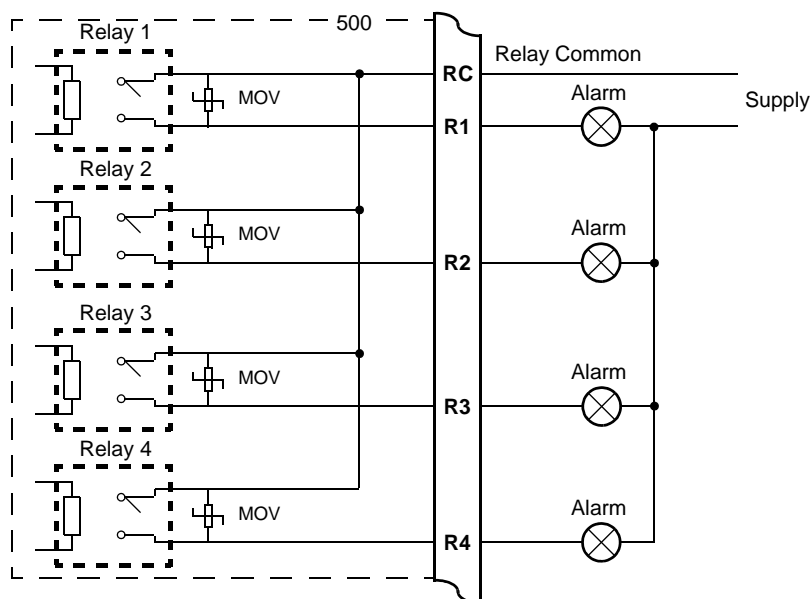 500
Relay 1
RC
Relay Common
MOV
Alarm
Supply
R1
Relay 2
Alarm
MOV
R2
Relay 3
Alarm
MOV
R3
Relay 4
Alarm
MOV
R4